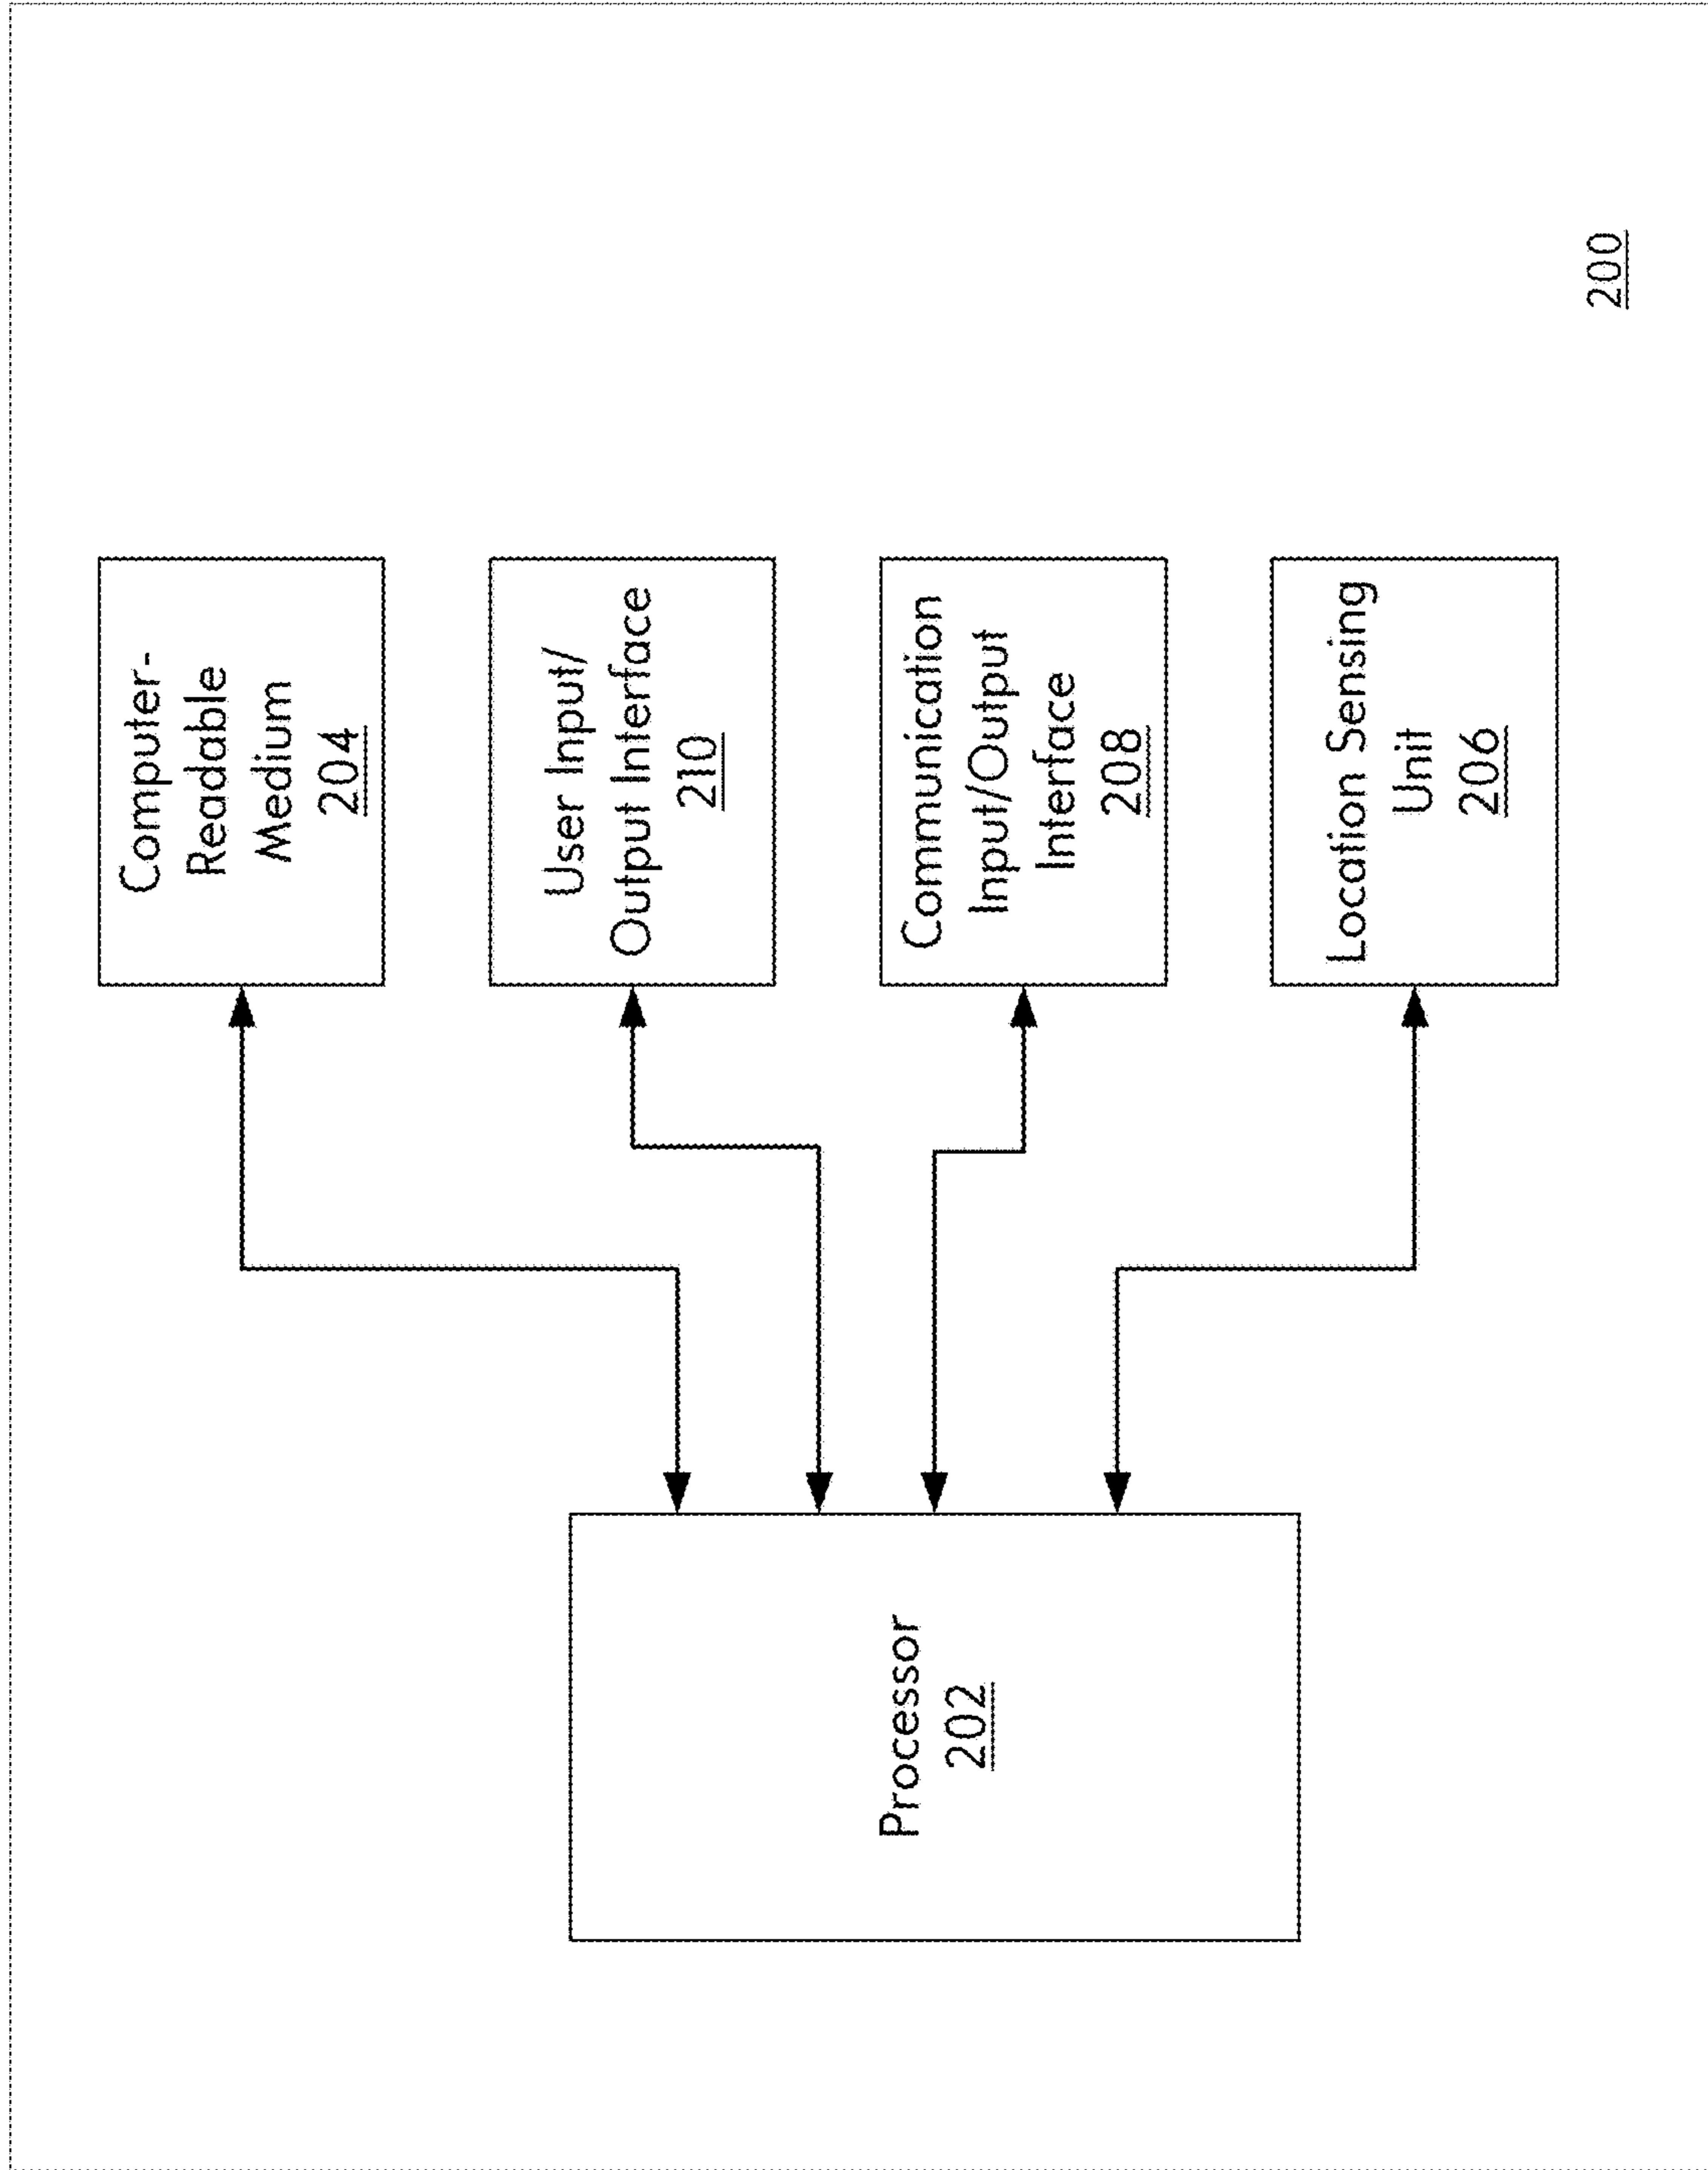 Processor
202
Computer-
Readable
Medium
204
User Input/
Output Interface
210
Communication
Input/Output
Interface
208
Location Sensing
Unit
206
200